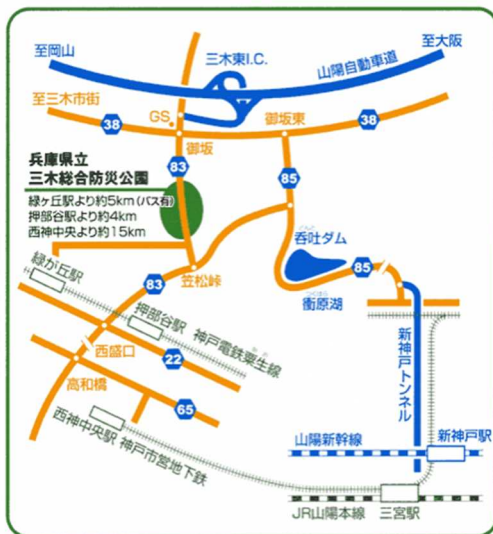 至岡山
三木東I.C.
至大阪
山陽自動車道
至三木市街
GS
38
御坂
御坂東
38
兵庫県立
三木総合防災公園
緑ヶ丘駅より約5km(バス有)
押部谷駅より約4km
西神中央より約15km
83
85
呑吐ダム
85
衝原湖
笠松峠
83
緑が丘駅
押部谷駅
神戸電鉄粟生線
西盛口
22
高和橋
65
新神戸トンネル
西神中央駅
神戸市営地下鉄
山陽新幹線
新神戸駅
JR山陽本線
三宮駅